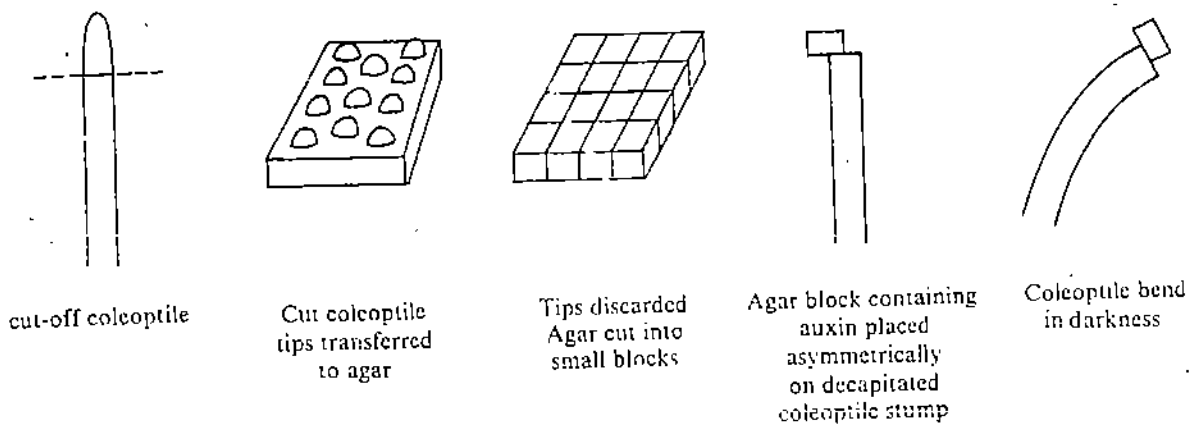 cut-off coleoptile
Cut coleoptile
tips transferred
to agar
Tips discarded
Agar cut into
small blocks
Agar block containing
auxin placed
asymmetrically
on decapitated
coleoptile stump
Coleoptile bend
in darkness